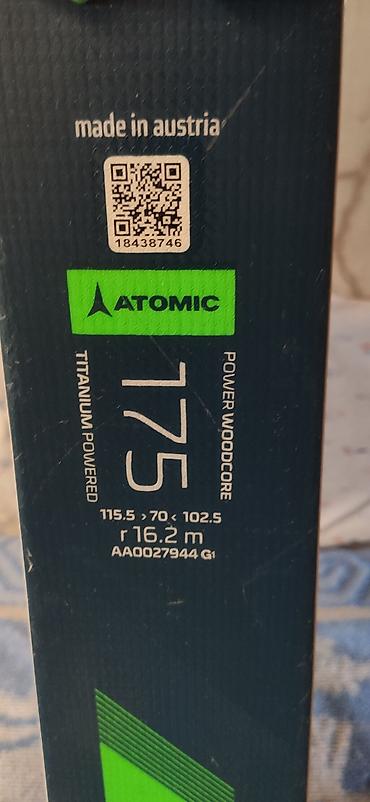 made in austria
18438746
ATOMIC
TITANIUM POWERED
175
POWER WOODCORE
115.5 › 70 ‹ 102.5
r 16.2 m
AA0027944 G1